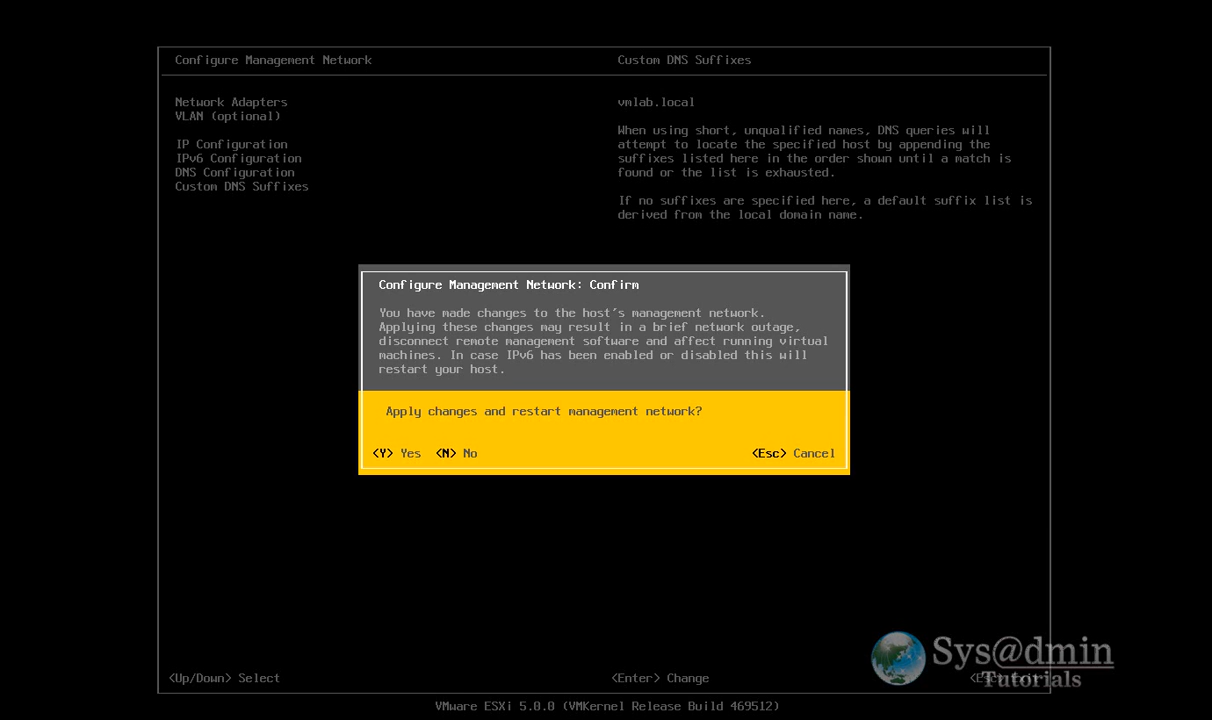 Configure Management Network
Custom DNS Suffixes
Network Adapters
VLAN (optional)
IP Configuration
IPv6 Configuration
DNS Configuration
Custom DNS Suffixes
vmlab.local
When using short, unqualified names, DNS queries will
attempt to locate the specified host by appending the
suffixes listed here in the order shown until a match is
found or the list is exhausted.
If no suffixes are specified here, a default suffix list is
derived from the local domain name.
Configure Management Network: Confirm
You have made changes to the host's management network.
Applying these changes may result in a brief network outage,
disconnect remote management software and affect running virtual
machines. In case IPv6 has been enabled or disabled this will
restart your host.
Apply changes and restart management network?
<Y> Yes <N> No
<Esc> Cancel
Sys@dmin
Tutorials
<Up/Down> Select
<Enter> Change
VMware ESXi 5.0.0 (VMKernel Release Build 469512)